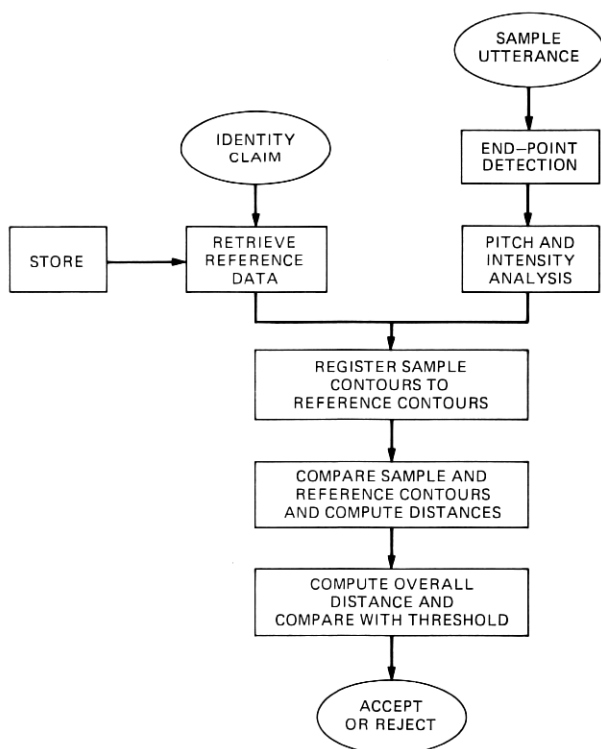 SAMPLE
UTTERANCE
IDENTITY
CLAIM
END-POINT
DETECTION
STORE
RETRIEVE
REFERENCE
DATA
PITCH AND
INTENSITY
ANALYSIS
REGISTER SAMPLE
CONTOURS TO
REFERENCE CONTOURS
COMPARE SAMPLE AND
REFERENCE CONTOURS
AND COMPUTE DISTANCES
COMPUTE OVERALL
DISTANCE AND
COMPARE WITH THRESHOLD
ACCEPT
OR REJECT